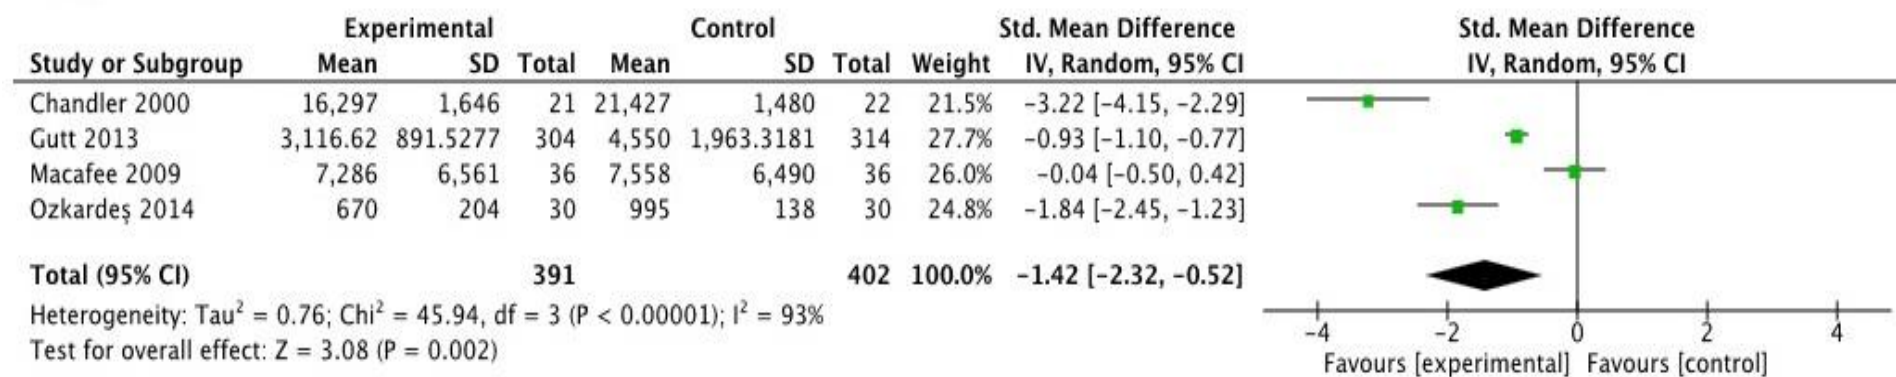 Experimental Control Std. Mean Difference Std. Mean Difference
Study or Subgroup Mean SD Total Mean SD Total Weight IV, Random, 95% CI IV, Random, 95% CI
Chandler 2000 16,297 1,646 21 21,427 1,480 22 21.5% −3.22 [−4.15, −2.29]
Gutt 2013 3,116.62 891.5277 304 4,550 1,963.3181 314 27.7% −0.93 [−1.10, −0.77]
Macafee 2009 7,286 6,561 36 7,558 6,490 36 26.0% −0.04 [−0.50, 0.42]
Ozkardeş 2014 670 204 30 995 138 30 24.8% −1.84 [−2.45, −1.23]
Total (95% CI) 391 402 100.0% −1.42 [−2.32, −0.52]
Heterogeneity: Tau² = 0.76; Chi² = 45.94, df = 3 (P < 0.00001); I² = 93%
Test for overall effect: Z = 3.08 (P = 0.002)
−4 −2 0 2 4
Favours [experimental] Favours [control]